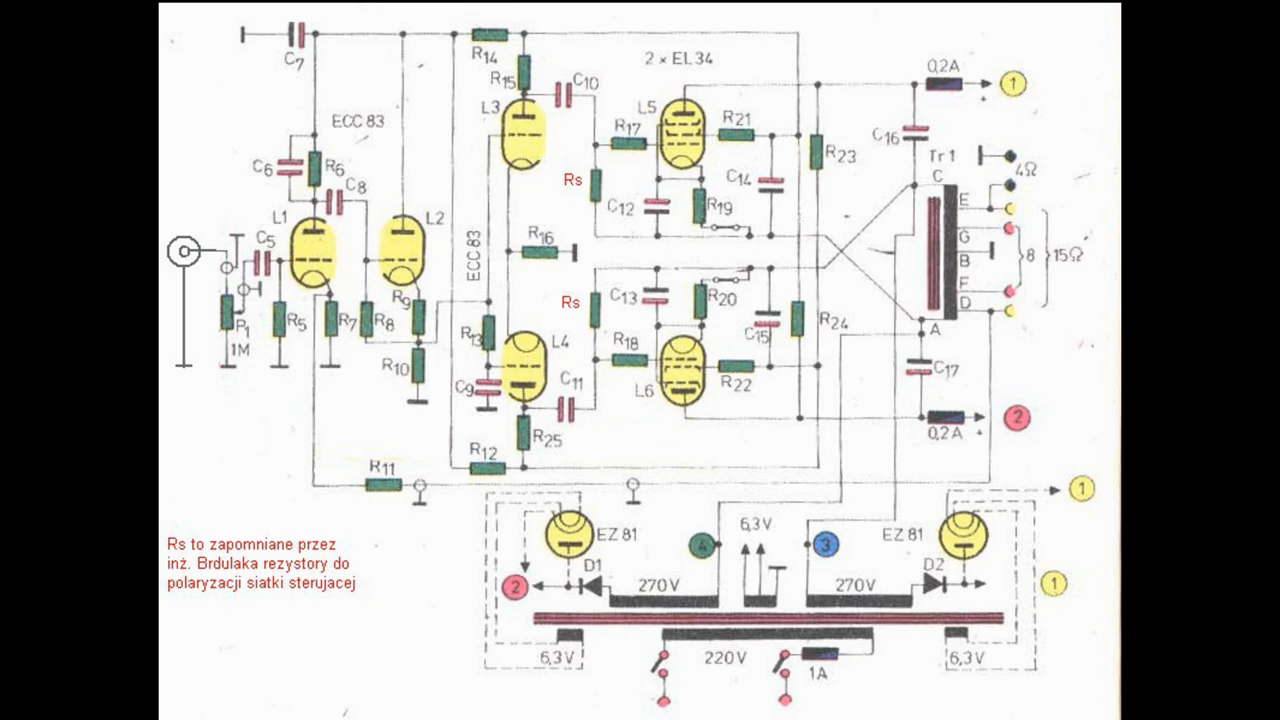 C7
R14
R15
C10
2 × EL34
0,2A
+
1
ECC 83
L3
L5
R17
R21
C16
R23
Tr 1
C
4Ω
C6
R6
C8
Rs
C12
R19
C14
L1
L2
E
C5
ECC 83
R16
G
B
8
15Ω
Rs
C13
R20
F
D
P1
1M
R5
R7
R8
R9
R13
L4
R18
C15
R24
A
R10
C9
C11
L6
R22
C17
R25
0,2A
+
2
R12
R11
1
EZ 81
4
6,3V
3
EZ 81
Rs to zapomniane przez
inż. Brdulaka rezystory do
polaryzacji siatki sterujacej
2
D1
270V
270V
D2
1
6,3V
220V
1A
6,3V